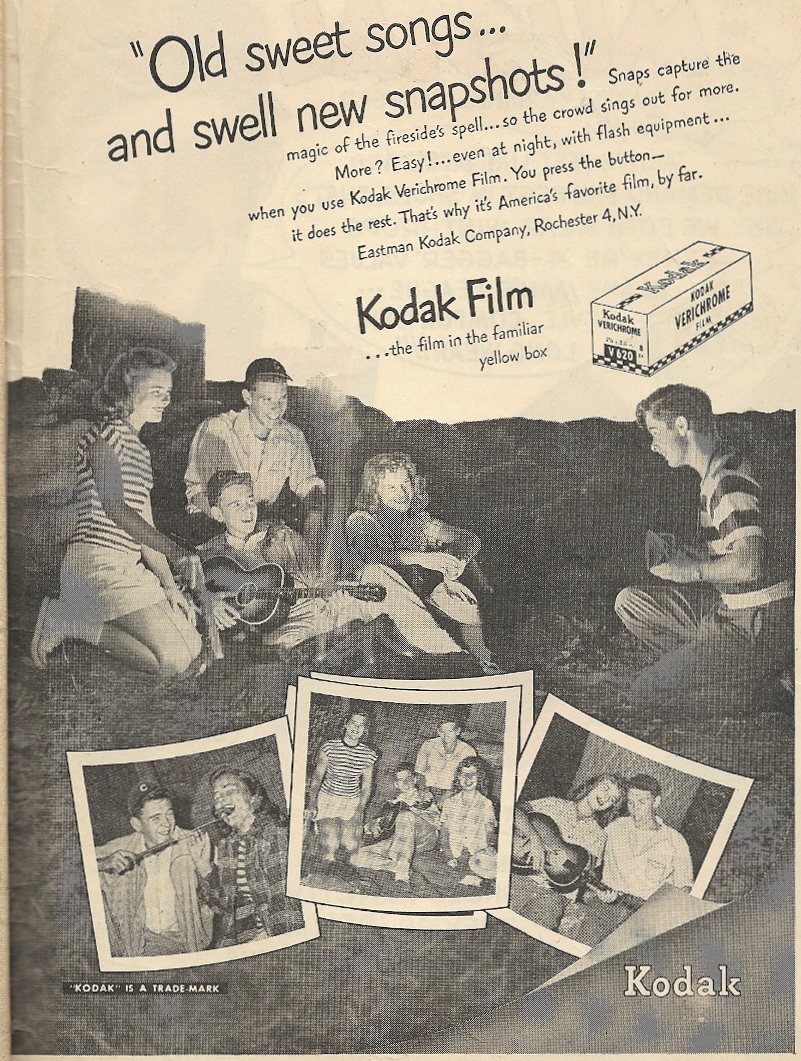 "Old sweet songs...
and swell new snapshots!" Snaps capture the
magic of the fireside's spell...so the crowd sings out for more.
More? Easy!...even at night, with flash equipment...
when you use Kodak Verichrome Film. You press the button—
it does the rest. That's why it's America's favorite film, by far.
Eastman Kodak Company, Rochester 4, N.Y.
Kodak Film
...the film in the familiar
yellow box
Kodak
Kodak
VERICHROME
V 620
KODAK
VERICHROME
FILM
C
"KODAK" IS A TRADE-MARK
Kodak